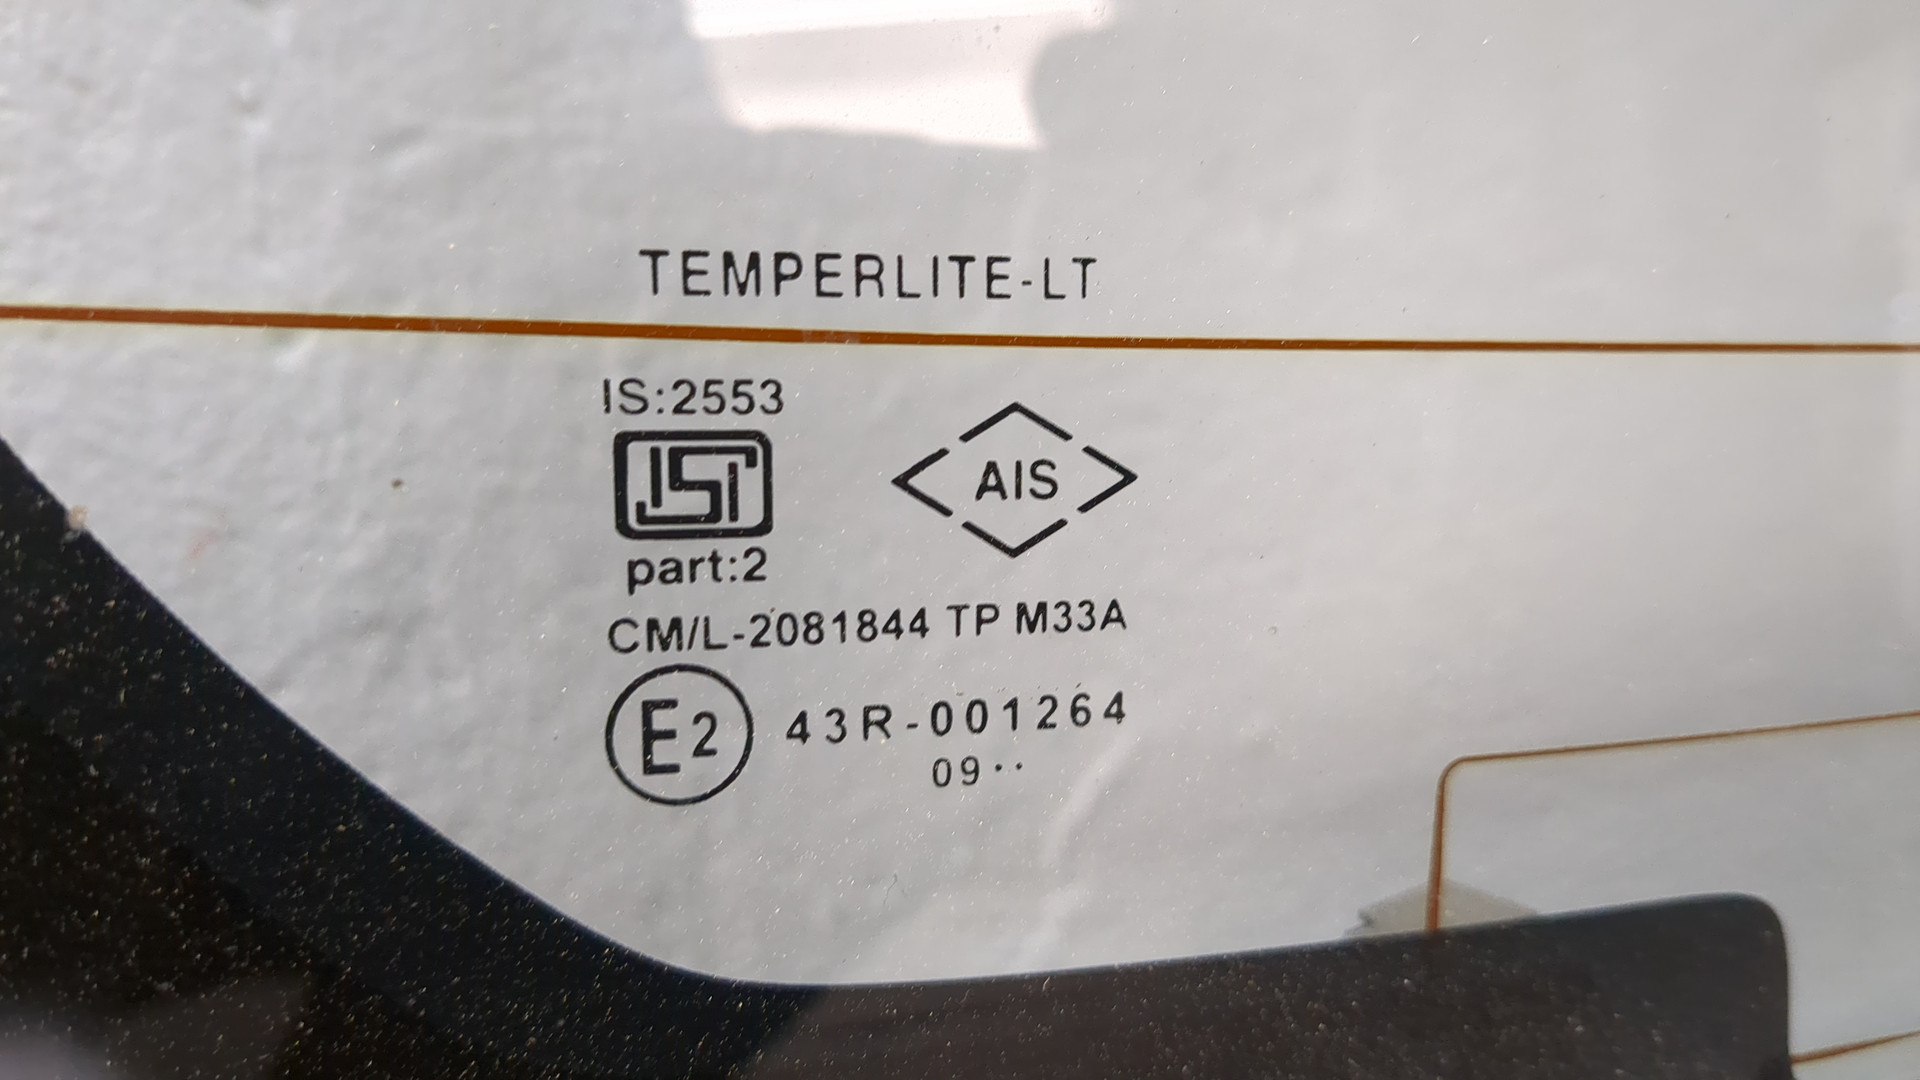 TEMPERLITE-LT
IS:2553
ISI
AIS
part:2
CM/L-2081844 TP M33A
E2 43R-001264
09··